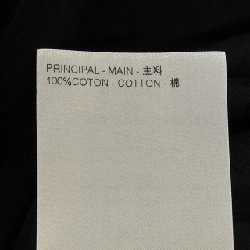 PRINCIPAL - MAIN - 主料
100%COTON - COTTON - 棉